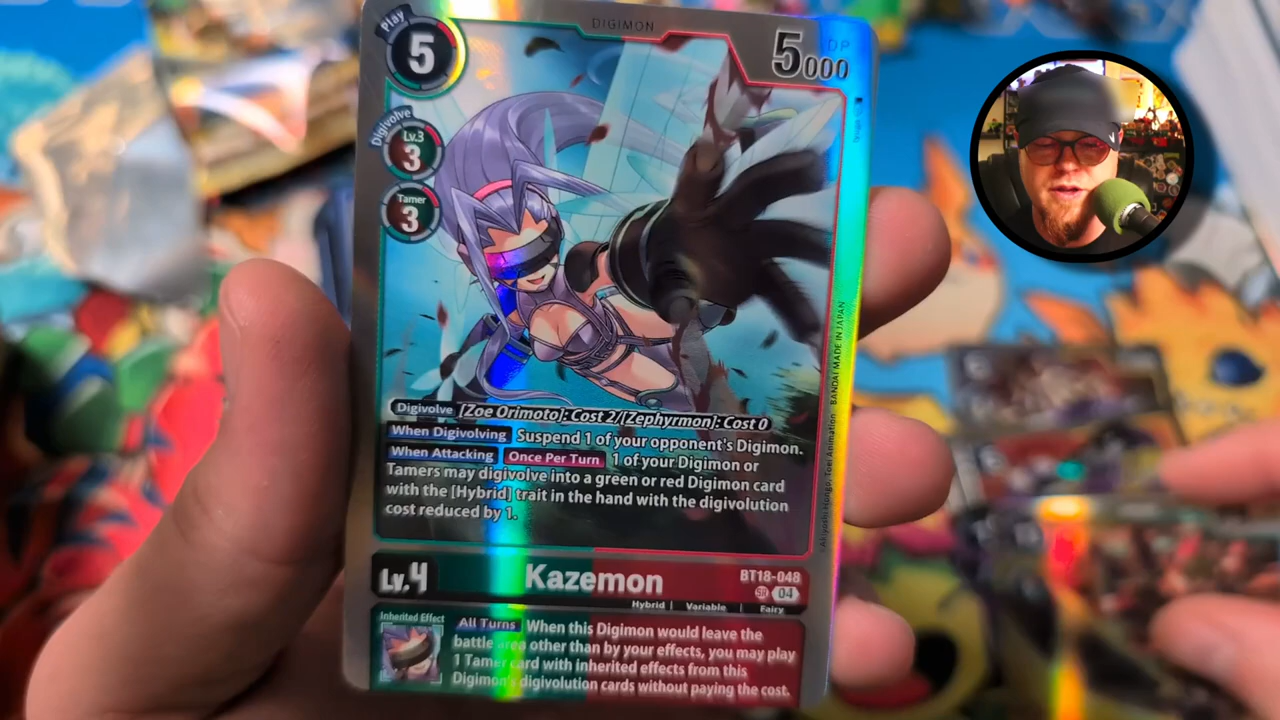 DIGIMON
Play
5
5000
DP
Digivolve
Lv.3
3
Tamer
3
BANDAI MADE IN JAPAN
Digivolve [Zoe Orimoto]: Cost 2/[Zephyrmon]: Cost 0
When Digivolving Suspend 1 of your opponent's Digimon.
When Attacking Once Per Turn 1 of your Digimon or
Tamers may digivolve into a green or red Digimon card
with the [Hybrid] trait in the hand with the digivolution
cost reduced by 1.
Lv.4
Kazemon
BT18-048
SR 04
Hybrid | Variable | Fairy
Inherited Effect
All Turns When this Digimon would leave the
battle area other than by your effects, you may play
1 Tamer card with inherited effects from this
Digimon's digivolution cards without paying the cost.